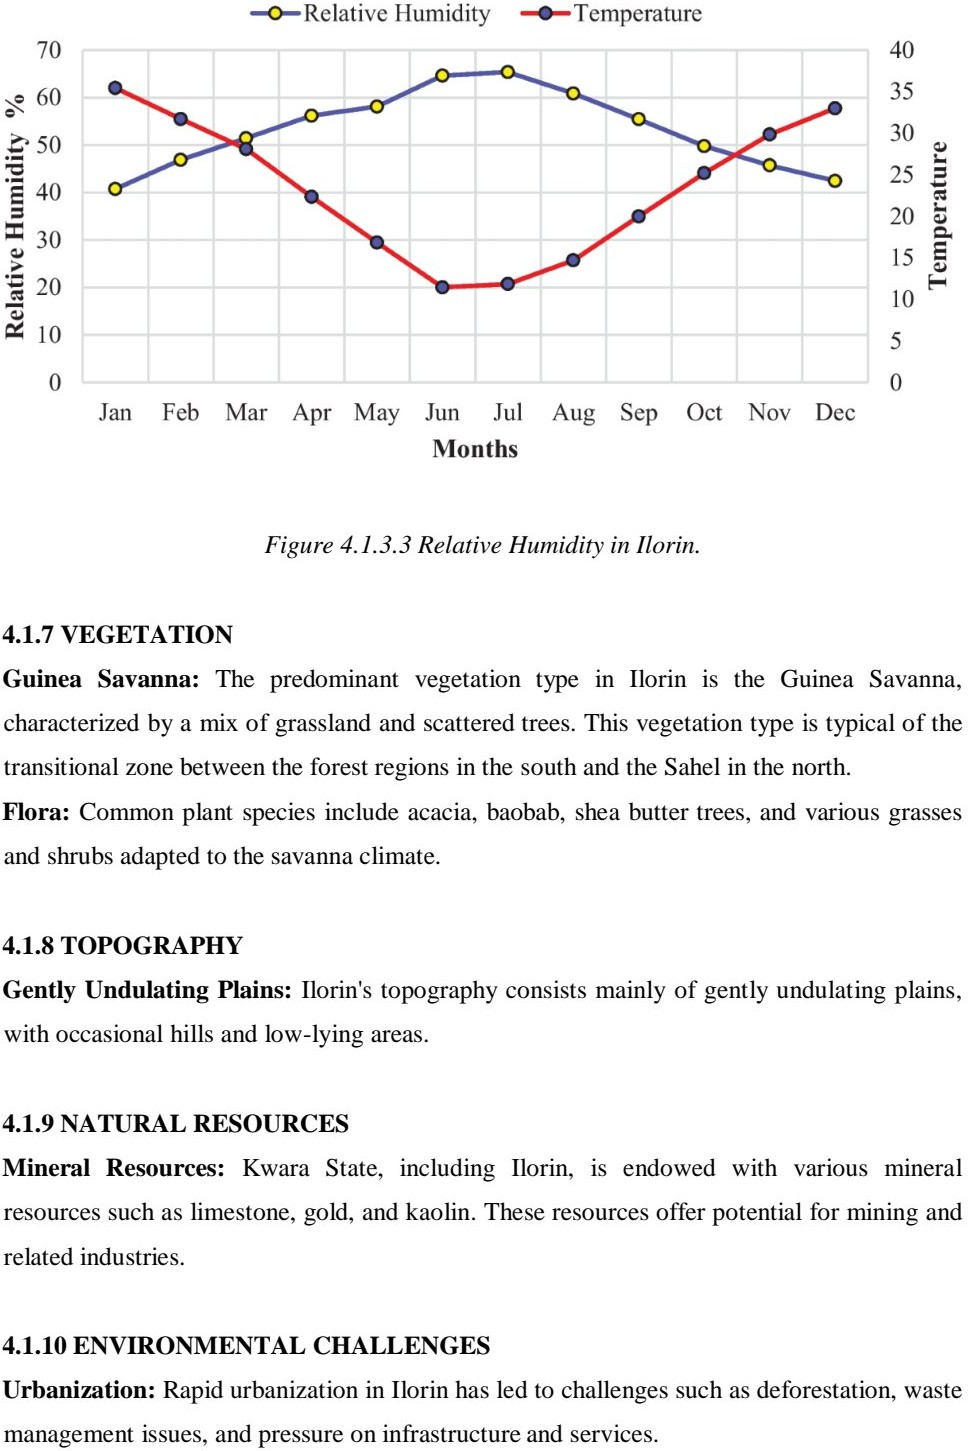 Relative Humidity Temperature
70 40
60 35
50 30
40 25
30 20
20 15
10 10
0 5
0
Relative Humidity %
Temperature
Jan Feb Mar Apr May Jun Jul Aug Sep Oct Nov Dec
Months
Figure 4.1.3.3 Relative Humidity in Ilorin.
4.1.7 VEGETATION
Guinea Savanna: The predominant vegetation type in Ilorin is the Guinea Savanna,
characterized by a mix of grassland and scattered trees. This vegetation type is typical of the
transitional zone between the forest regions in the south and the Sahel in the north.
Flora: Common plant species include acacia, baobab, shea butter trees, and various grasses
and shrubs adapted to the savanna climate.
4.1.8 TOPOGRAPHY
Gently Undulating Plains: Ilorin's topography consists mainly of gently undulating plains,
with occasional hills and low-lying areas.
4.1.9 NATURAL RESOURCES
Mineral Resources: Kwara State, including Ilorin, is endowed with various mineral
resources such as limestone, gold, and kaolin. These resources offer potential for mining and
related industries.
4.1.10 ENVIRONMENTAL CHALLENGES
Urbanization: Rapid urbanization in Ilorin has led to challenges such as deforestation, waste
management issues, and pressure on infrastructure and services.